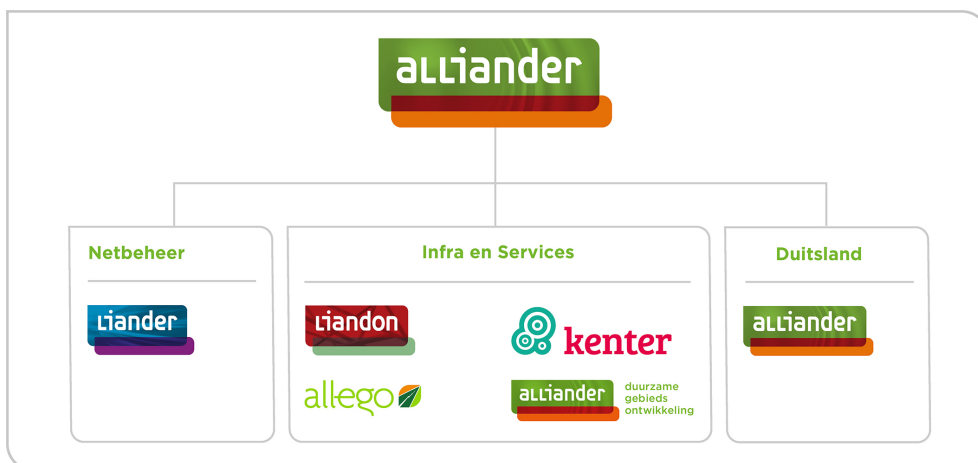 alliander
Netbeheer
Infra en Services
Duitsland
Liander
Liandon
kenter
alliander
allego
alliander
duurzame
gebieds
ontwikkeling